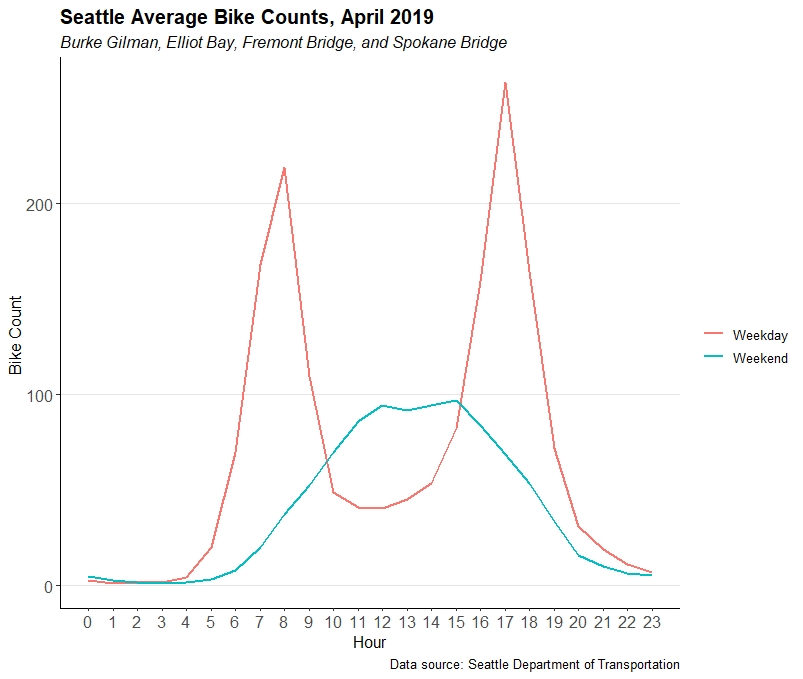 Seattle Average Bike Counts, April 2019
Burke Gilman, Elliot Bay, Fremont Bridge, and Spokane Bridge
200
100
0
Bike Count
Weekday
Weekend
0 1 2 3 4 5 6 7 8 9 10 11 12 13 14 15 16 17 18 19 20 21 22 23
Hour
Data source: Seattle Department of Transportation